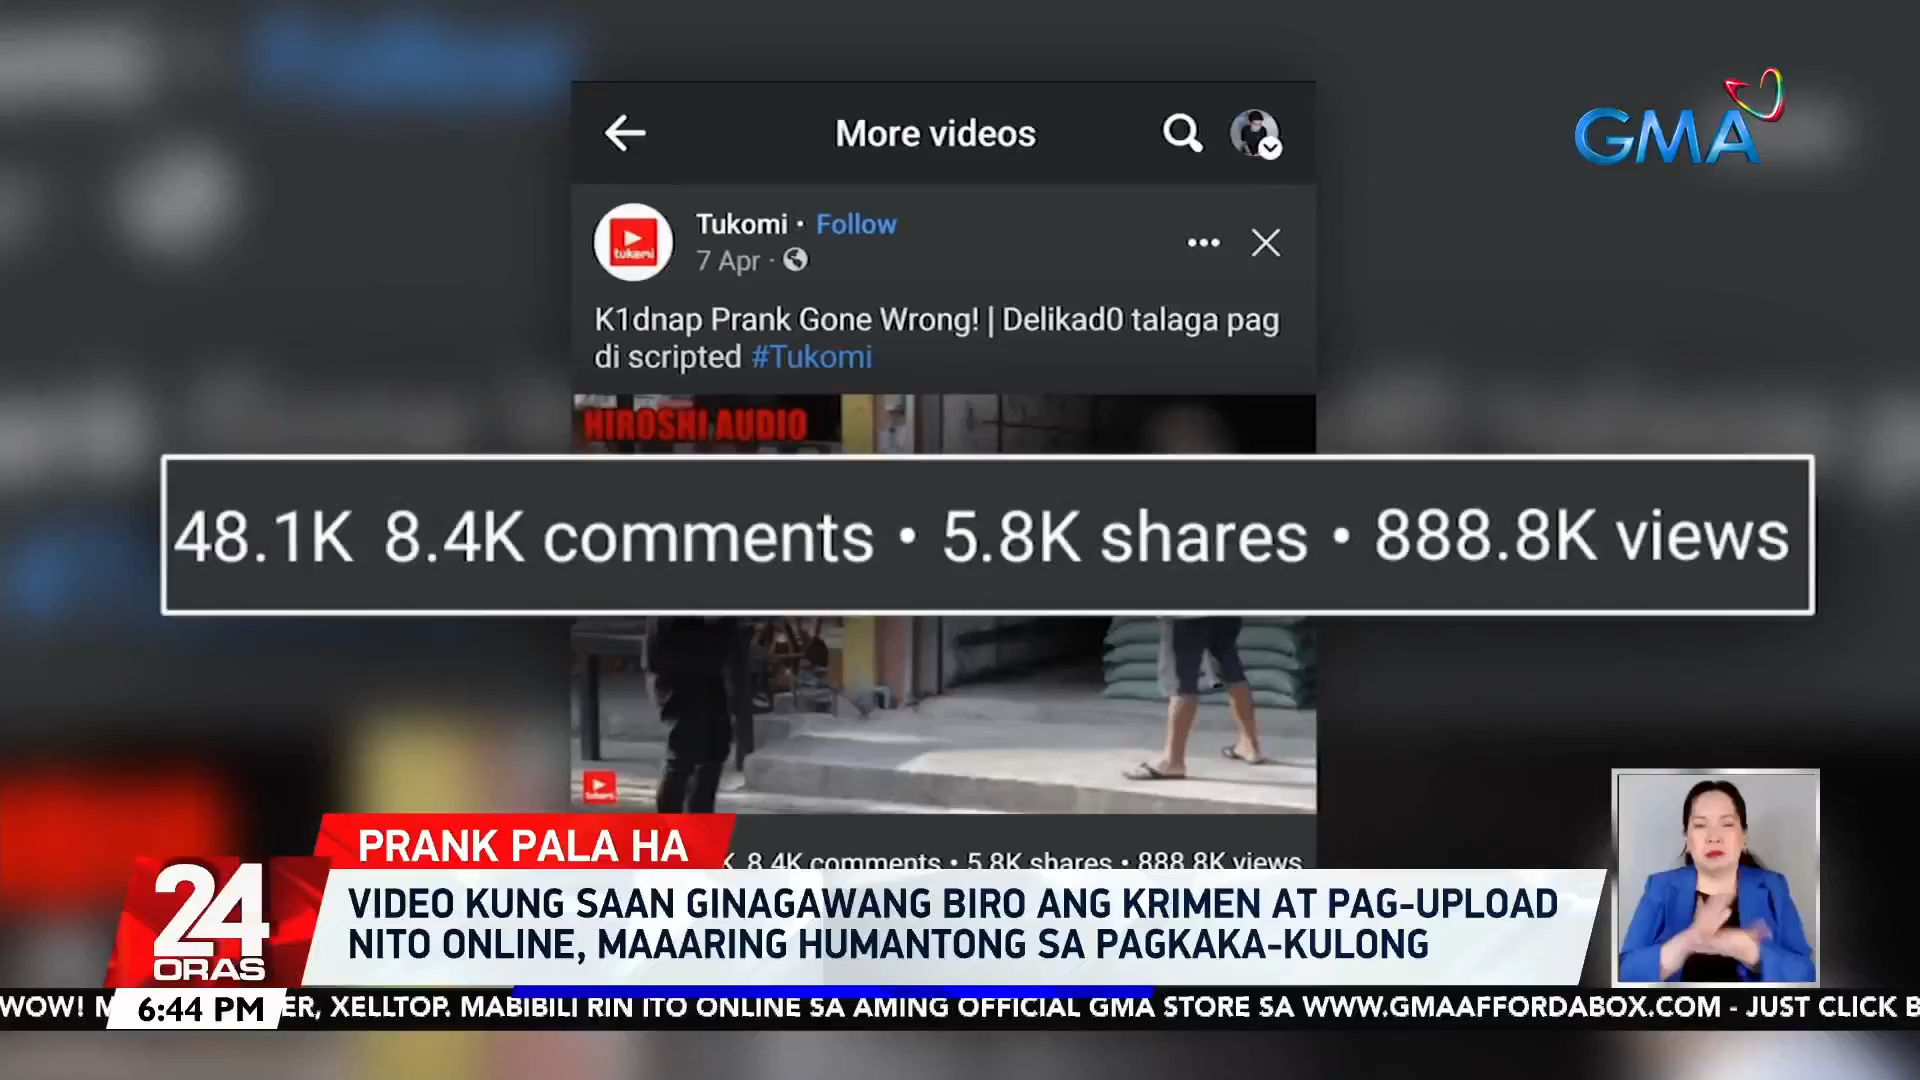 More videos
GMA
Tukomi • Follow
tukomi
7 Apr ·
K1dnap Prank Gone Wrong! | Delikad0 talaga pag
di scripted #Tukomi
HIROSHI AUDIO
48.1K 8.4K comments • 5.8K shares • 888.8K views
tukomi
PRANK PALA HA
K 8.4K comments • 5.8K shares • 888.8K views
24
ORAS
VIDEO KUNG SAAN GINAGAWANG BIRO ANG KRIMEN AT PAG-UPLOAD
NITO ONLINE, MAAARING HUMANTONG SA PAGKAKA-KULONG
WOW! M 6:44 PM ER, XELLTOP. MABIBILI RIN ITO ONLINE SA AMING OFFICIAL GMA STORE SA WWW.GMAAFFORDABOX.COM - JUST CLICK B